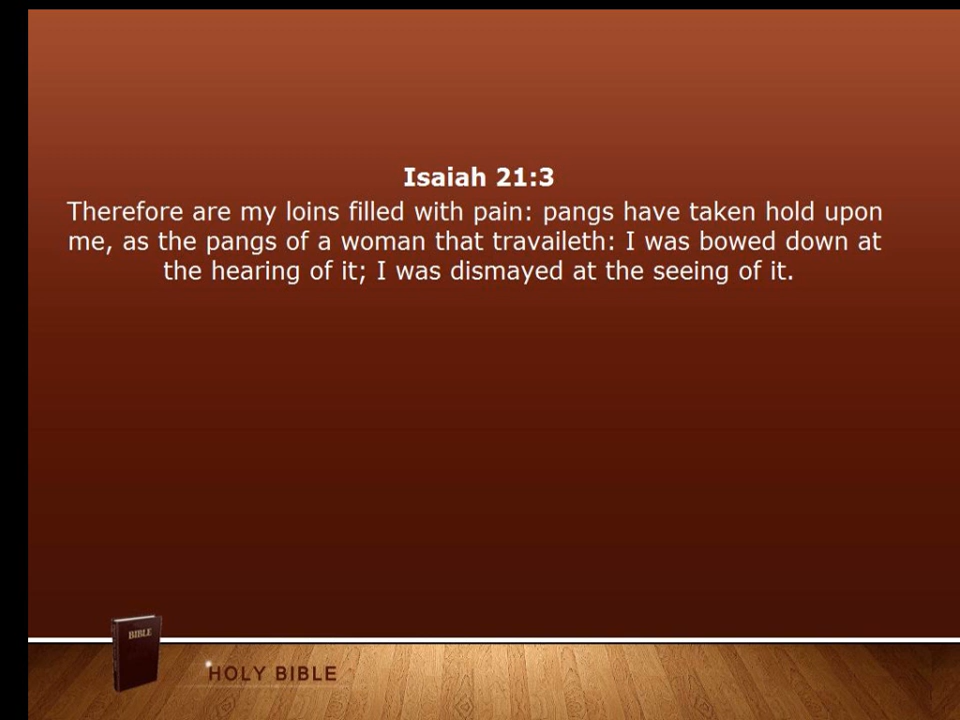 Isaiah 21:3
Therefore are my loins filled with pain: pangs have taken hold upon
me, as the pangs of a woman that travaileth: I was bowed down at
the hearing of it; I was dismayed at the seeing of it.
BIBLE
HOLY BIBLE